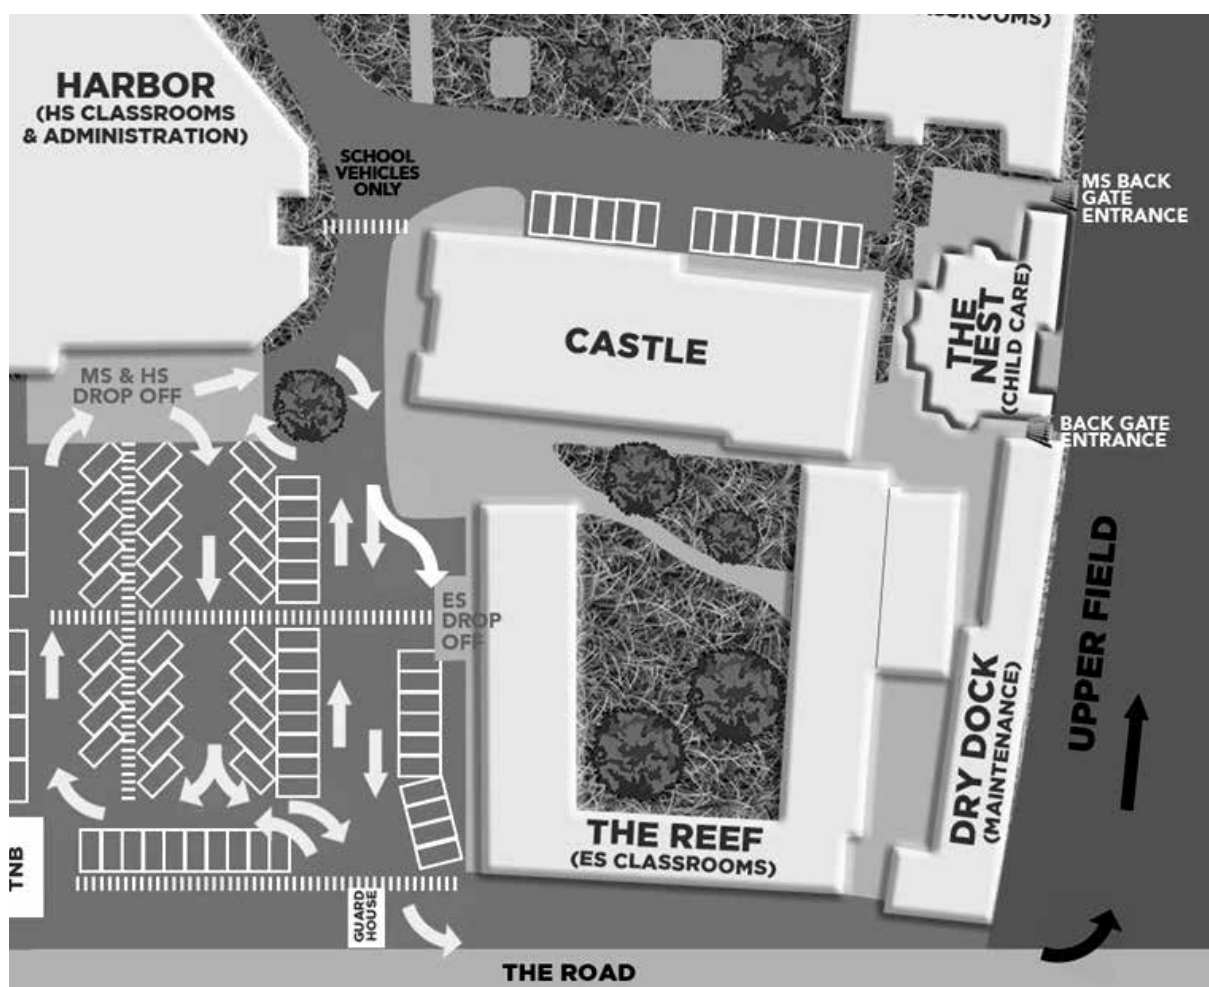 SSROOMS)
HARBOR
(HS CLASSROOMS
& ADMINISTRATION)
SCHOOL
VEHICLES
ONLY
MS BACK
GATE
ENTRANCE
THE
NEST
(CHILD CARE)
CASTLE
MS & HS
DROP OFF
BACK GATE
ENTRANCE
ES
DROP
OFF
UPPER FIELD
DRY DOCK
(MAINTENANCE)
THE REEF
(ES CLASSROOMS)
TNB
GUARD
HOUSE
THE ROAD